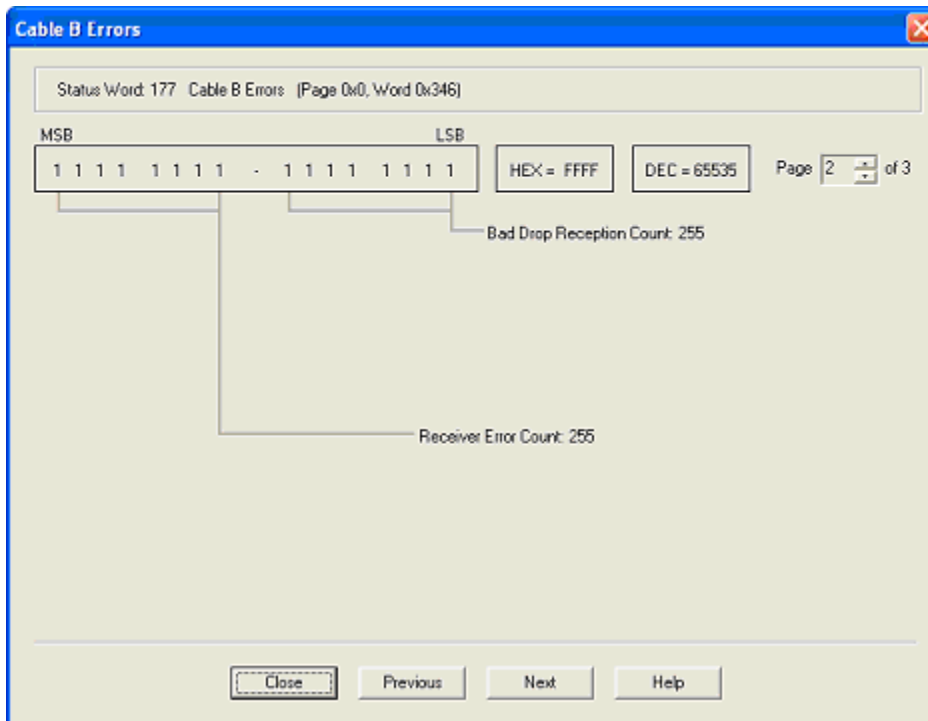 Cable B Errors
Status Word: 177 Cable B Errors (Page 0x0, Word 0x346)
MSB LSB
1 1 1 1 1 1 1 1 - 1 1 1 1 1 1 1 1 HEX = FFFF DEC = 65535 Page 2 of 3
Bad Drop Reception Count: 255
Receiver Error Count: 255
Close Previous Next Help